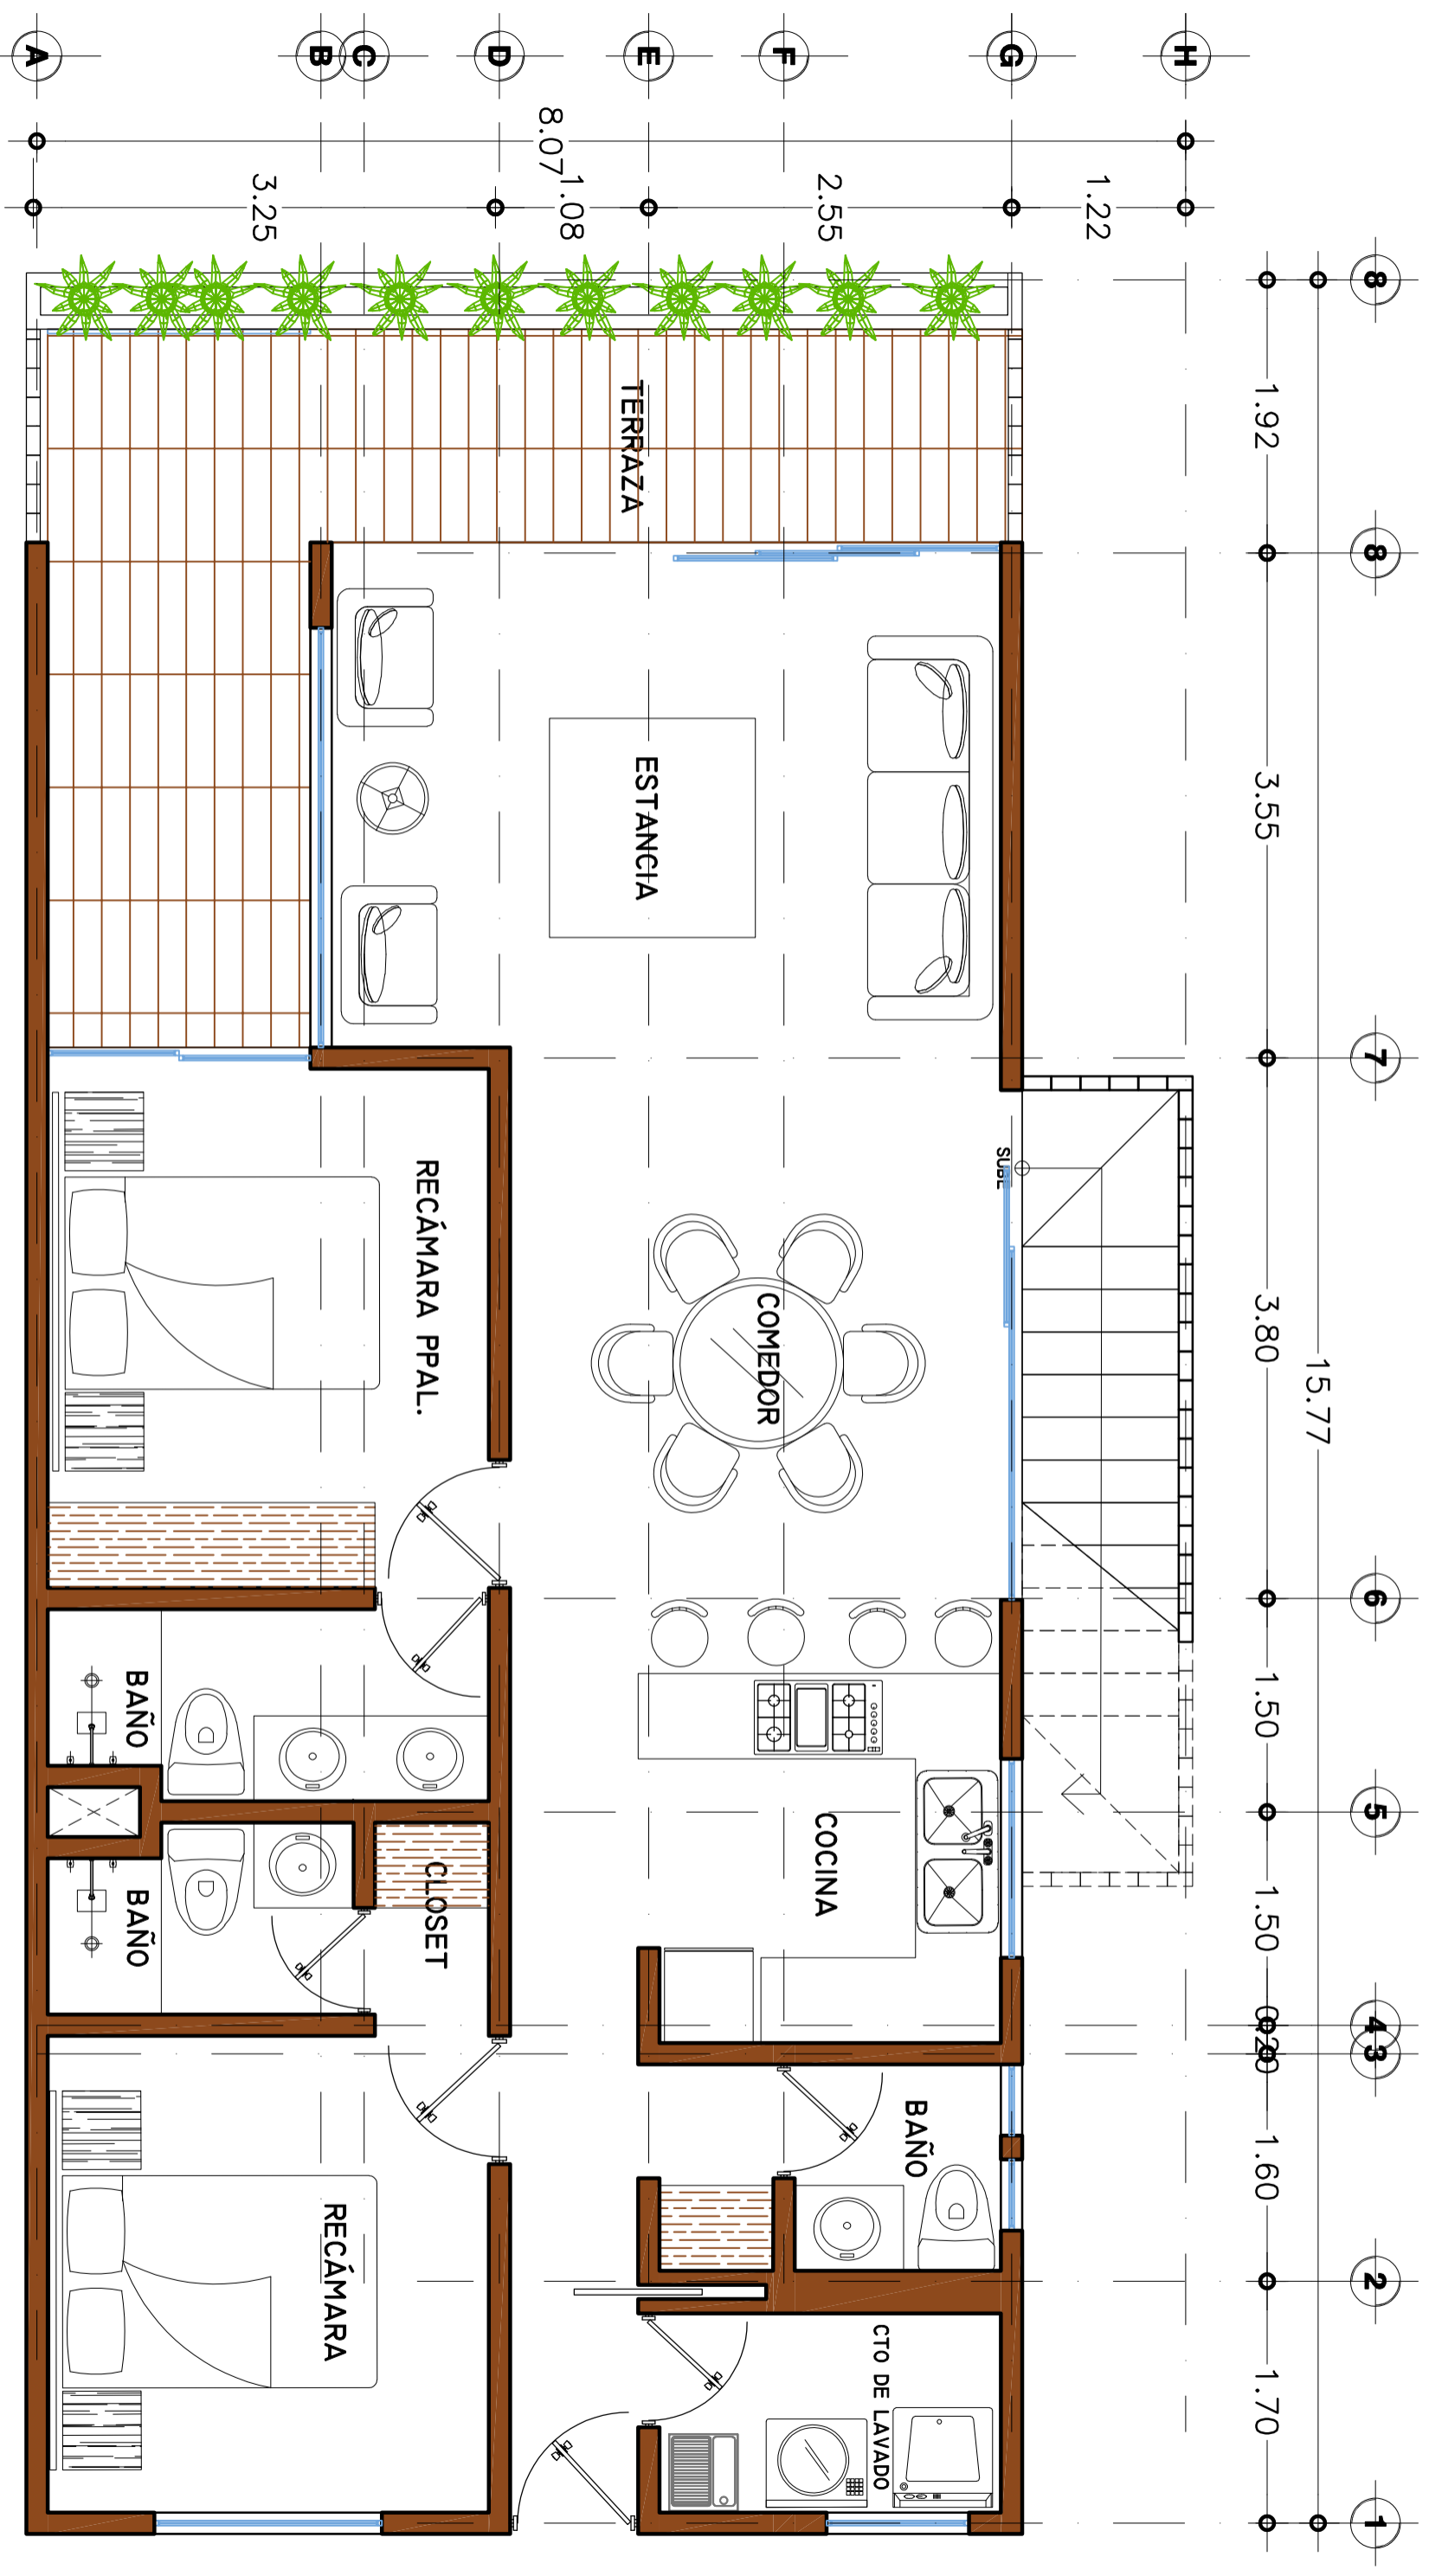 A
B
C
D
E
F
G
H
8.07
3.25
1.08
2.55
1.22
8
8
7
6
5
4
3
2
1
1.92
3.55
3.80
1.50
1.50
0.20
1.60
1.70
15.77
TERRAZA
ESTANCIA
SUBE
RECÁMARA PPAL.
COMEDOR
BAÑO
COCINA
CLOSET
BAÑO
BAÑO
RECÁMARA
CTO DE LAVADO